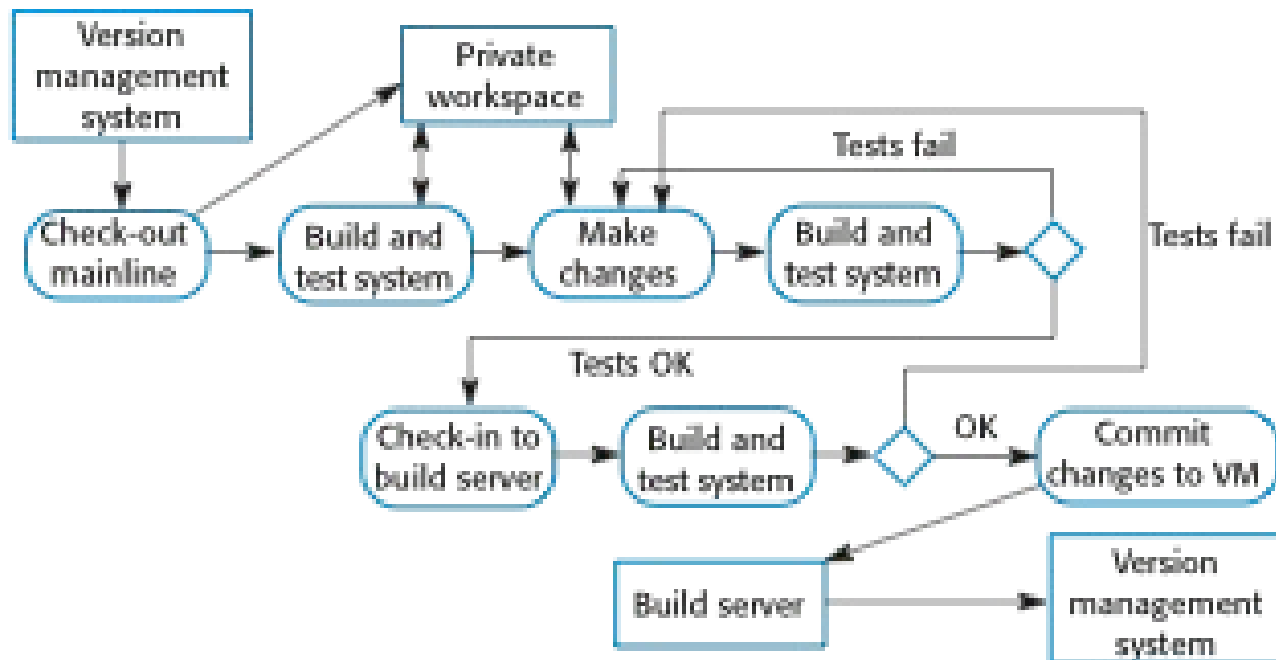 Version
management
system
Private
workspace
Tests fail
Check-out
mainline
Build and
test system
Make
changes
Build and
test system
Tests fail
Tests OK
Check-in to
build server
Build and
test system
OK
Commit
changes to VM
Build server
Version
management
system